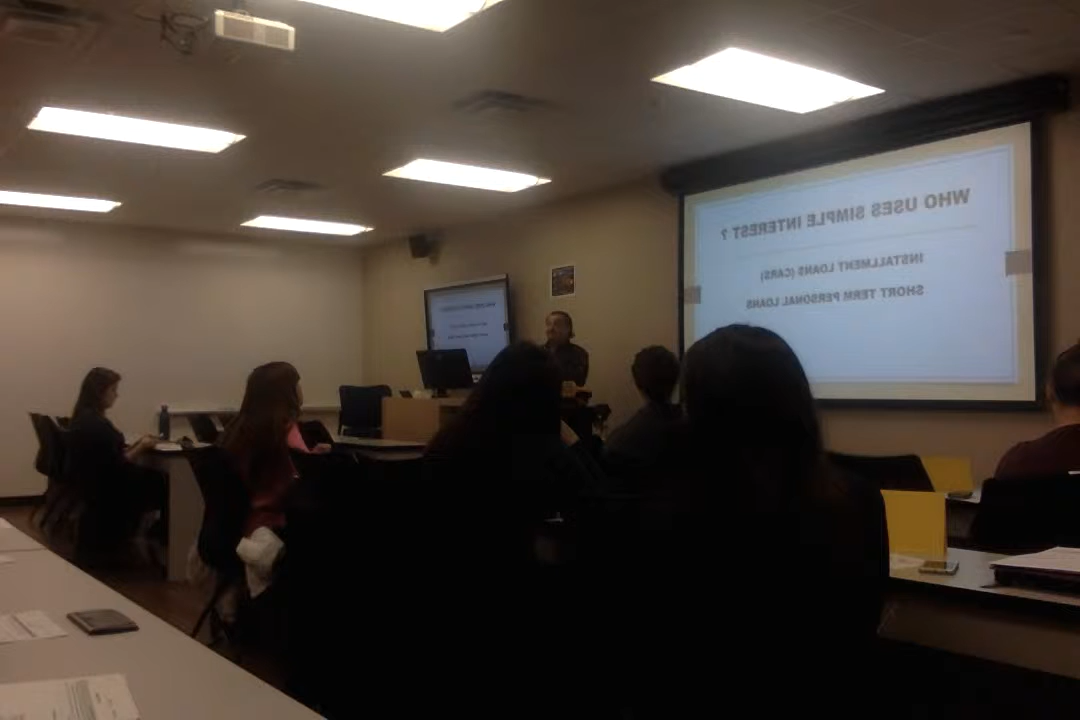 WHO USES SIMPLE INTEREST ?
INSTALLMENT LOANS (CARS)
SHORT TERM PERSONAL LOANS